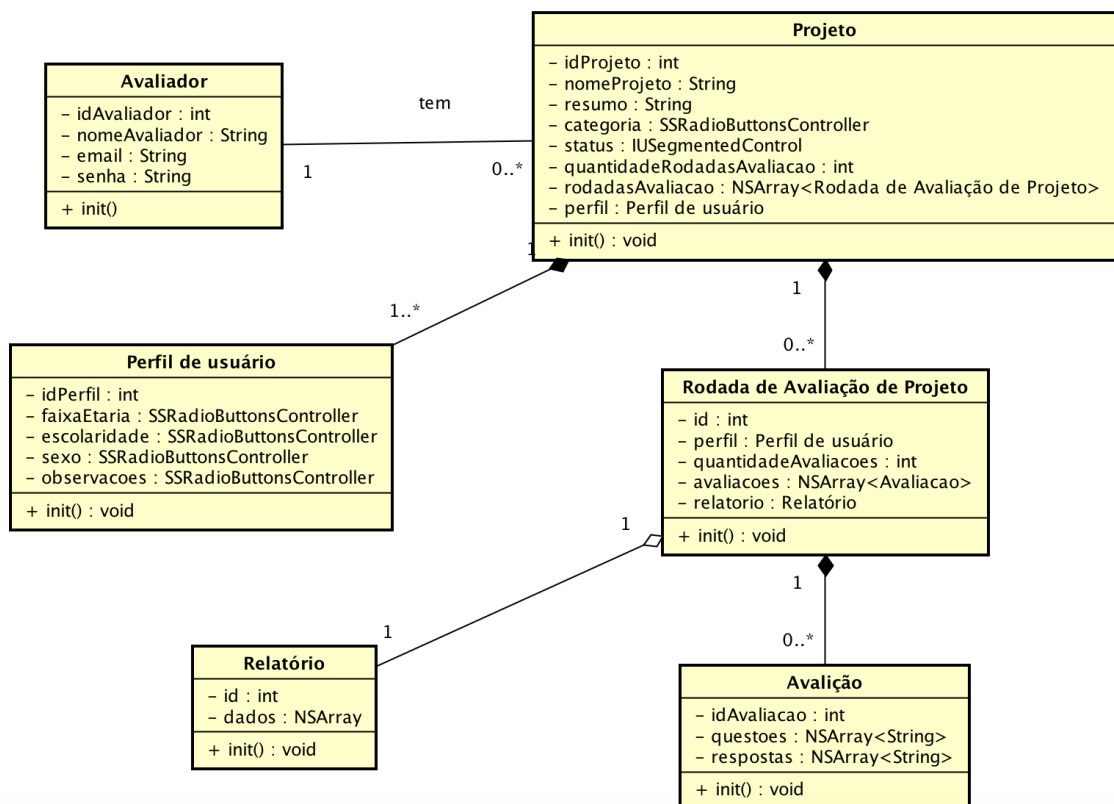 Projeto
– idProjeto : int
– nomeProjeto : String
– resumo : String
– categoria : SSRadioButtonsController
– status : IUSegmentedControl
– quantidadeRodadasAvaliacao : int
– rodadasAvaliacao : NSArray<Rodada de Avaliação de Projeto>
– perfil : Perfil de usuário
+ init() : void
Avaliador
– idAvaliador : int
– nomeAvaliador : String
– email : String
– senha : String
+ init()
tem
1
0..*
1
1..*
1
0..*
Perfil de usuário
– idPerfil : int
– faixaEtaria : SSRadioButtonsController
– escolaridade : SSRadioButtonsController
– sexo : SSRadioButtonsController
– observacoes : SSRadioButtonsController
+ init() : void
Rodada de Avaliação de Projeto
– id : int
– perfil : Perfil de usuário
– quantidadeAvaliacoes : int
– avaliacoes : NSArray<Avaliacao>
– relatorio : Relatório
+ init() : void
1
1
1
0..*
Relatório
– id : int
– dados : NSArray
+ init() : void
Avalição
– idAvaliacao : int
– questoes : NSArray<String>
– respostas : NSArray<String>
+ init() : void